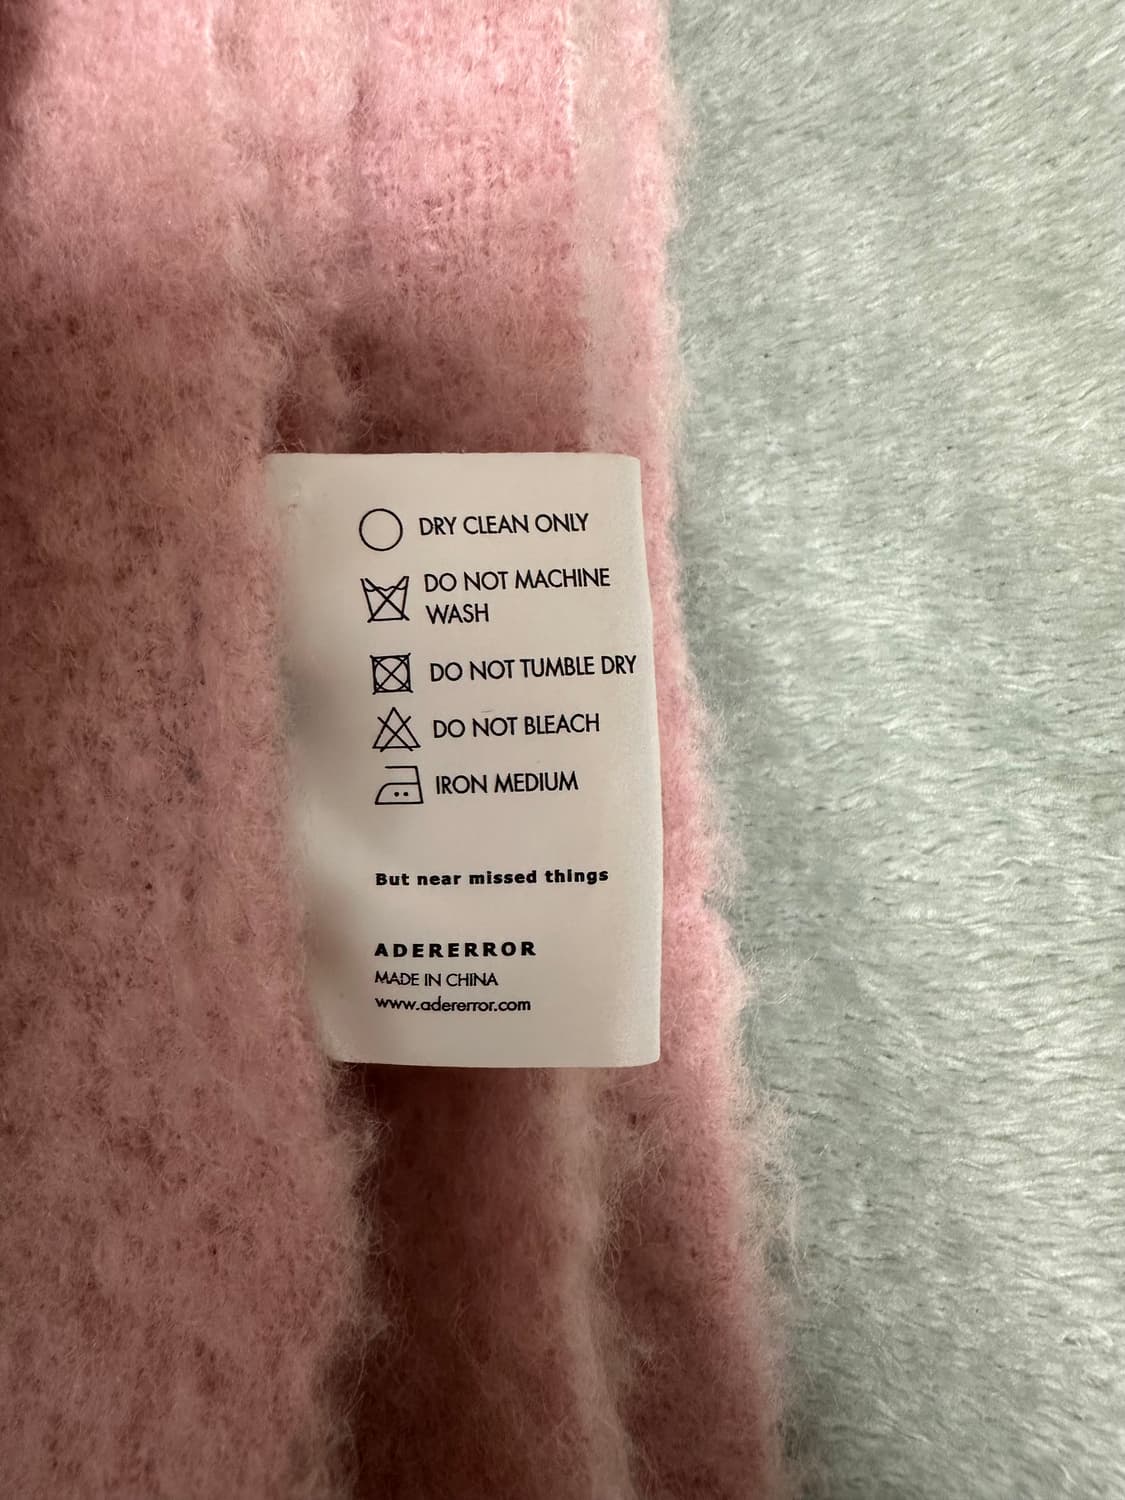 DRY CLEAN ONLY
DO NOT MACHINE
WASH
DO NOT TUMBLE DRY
DO NOT BLEACH
IRON MEDIUM
But near missed things
ADERERROR
MADE IN CHINA
www.adererror.com